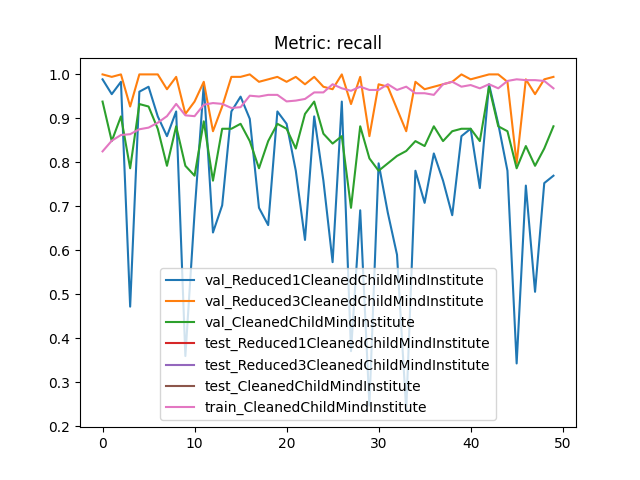 Metric: recall
1.0
0.9
0.8
0.7
0.6
0.5
0.4
0.3
0.2
val_Reduced1CleanedChildMindInstitute
val_Reduced3CleanedChildMindInstitute
val_CleanedChildMindInstitute
test_Reduced1CleanedChildMindInstitute
test_Reduced3CleanedChildMindInstitute
test_CleanedChildMindInstitute
train_CleanedChildMindInstitute
0 10 20 30 40 50